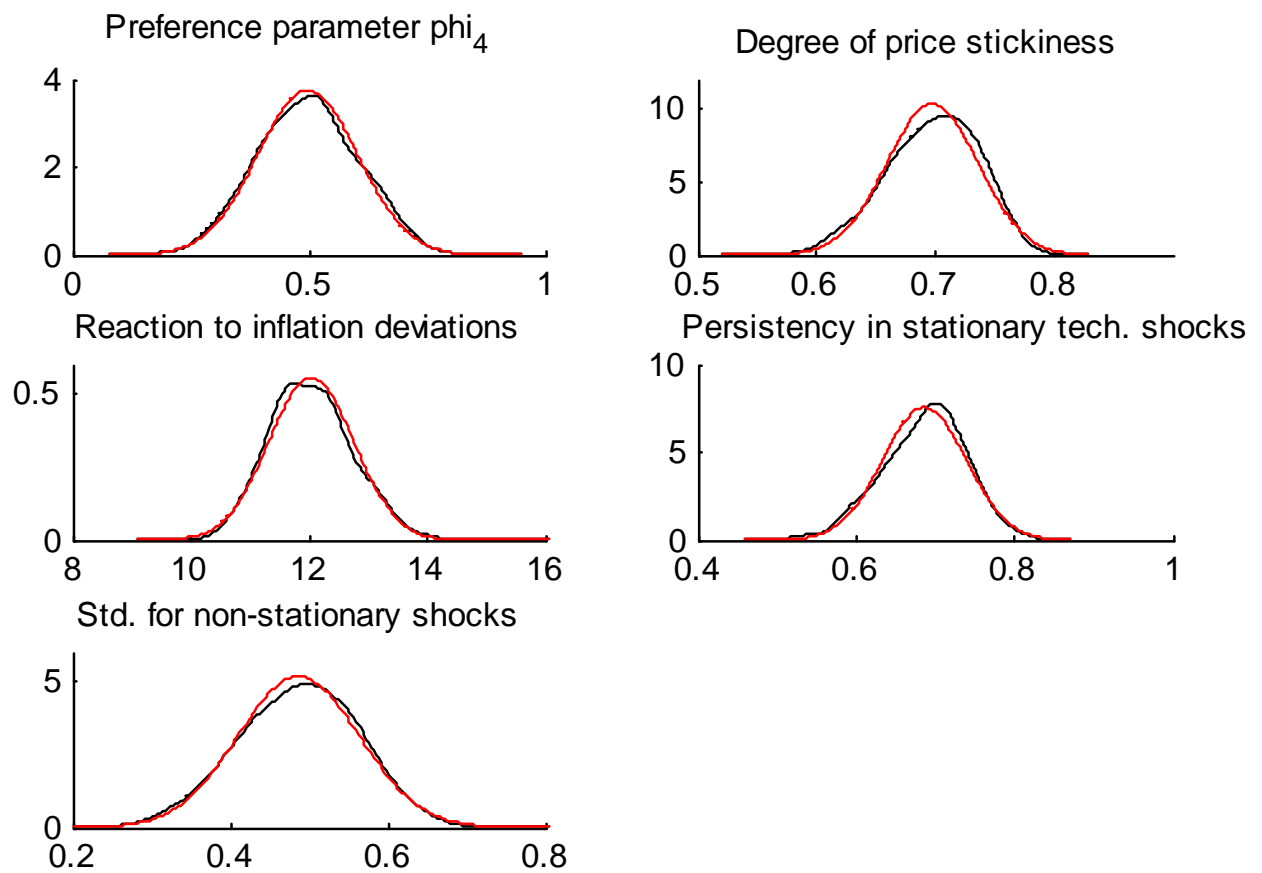 Preference parameter phi4
4
2
0
0 0.5 1
Degree of price stickiness
10
5
0
0.5 0.6 0.7 0.8
Reaction to inflation deviations
0.5
0
8 10 12 14 16
Persistency in stationary tech. shocks
10
5
0
0.4 0.6 0.8 1
Std. for non-stationary shocks
5
0
0.2 0.4 0.6 0.8